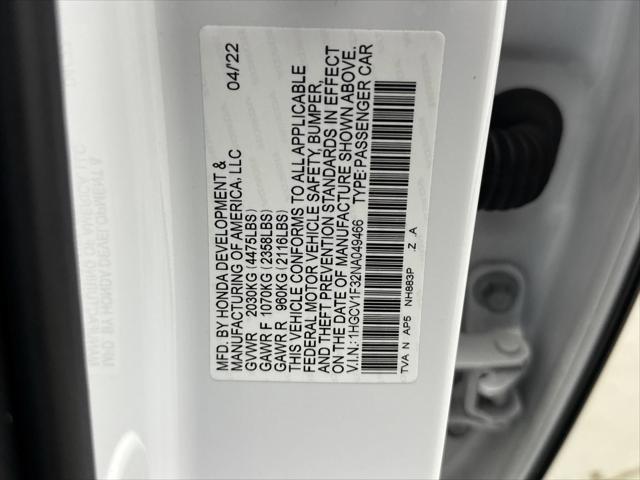 MFD. BY HONDA DEVELOPMENT & 04/'22
MANUFACTURING OF AMERICA, LLC
GVWR 2030KG (4475LBS)
GAWR F 1070KG (2358LBS)
GAWR R 960KG (2116LBS)
THIS VEHICLE CONFORMS TO ALL APPLICABLE
FEDERAL MOTOR VEHICLE SAFETY, BUMPER,
AND THEFT PREVENTION STANDARDS IN EFFECT
ON THE DATE OF MANUFACTURE SHOWN ABOVE.
V.I.N.:1HGCV1F32NA049466 TYPE:PASSENGER CAR
TVA N AP5 NH883P .Z .A